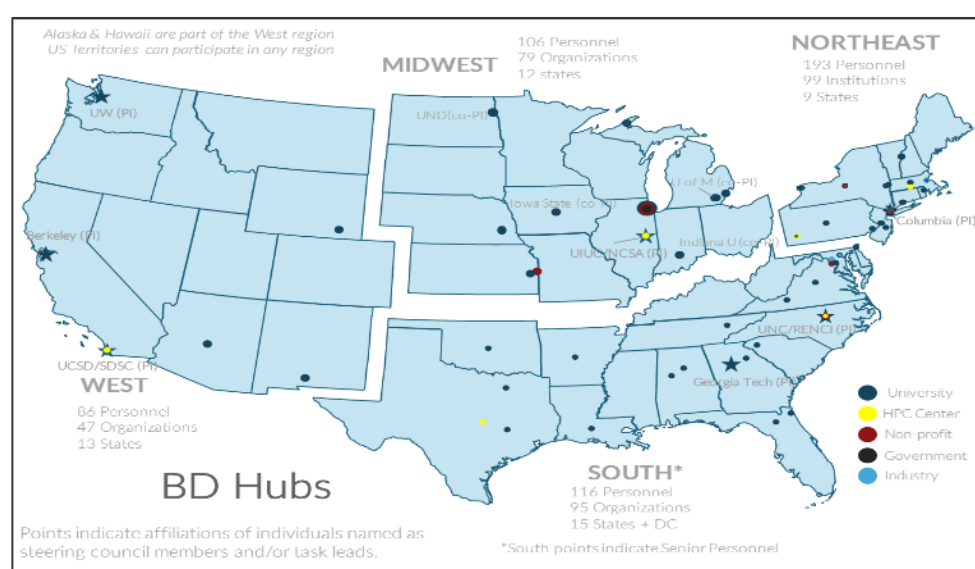 Alaska & Hawaii are part of the West region
US Territories can participate in any region
MIDWEST
106 Personnel
79 Organizations
12 states
NORTHEAST
193 Personnel
99 Institutions
9 States
UW (PI)
UND(co-PI)
U of M (co-PI)
Iowa State (co-PI)
Columbia (PI)
Berkeley (PI)
UIUC/NCSA (PI)
Indiana U (co-PI)
UNC/RENCI (PI)
UCSD/SDSC (PI)
Georgia Tech (PI)
WEST
86 Personnel
47 Organizations
13 States
University
HPC Center
Non-profit
Government
Industry
SOUTH*
116 Personnel
95 Organizations
15 States + DC
BD Hubs
Points indicate affiliations of individuals named as
steering council members and/or task leads.
*South points indicate Senior Personnel